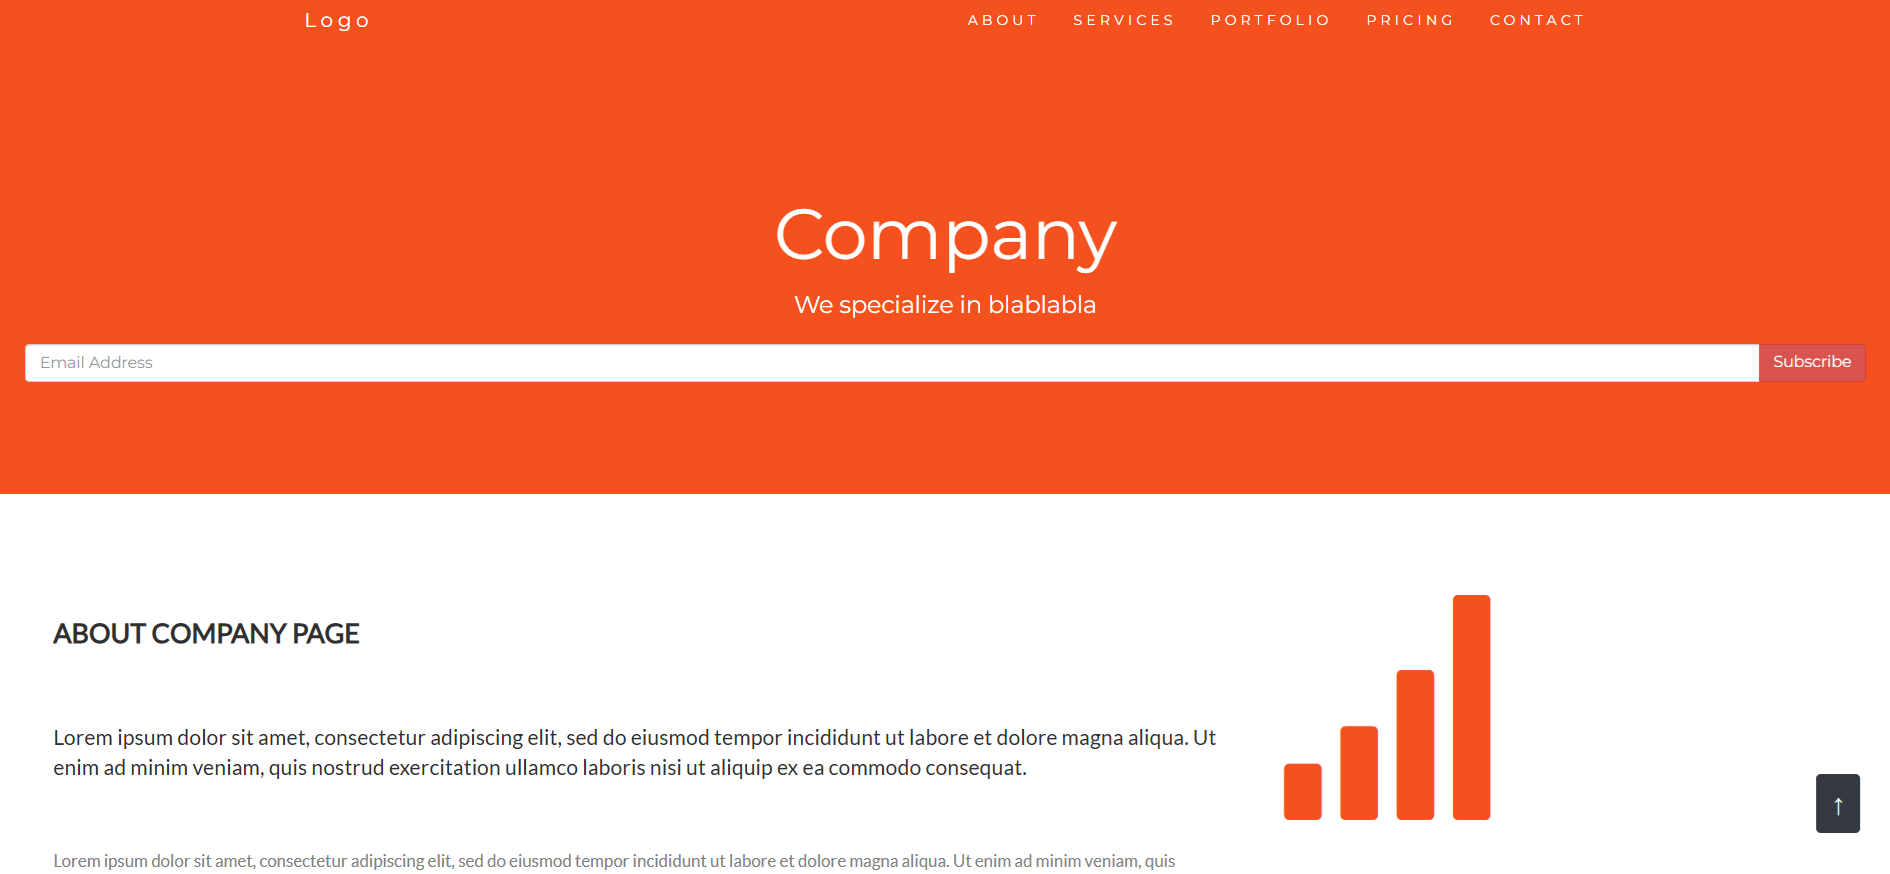 Logo
ABOUT SERVICES PORTFOLIO PRICING CONTACT
Company
We specialize in blablabla
Email Address
Subscribe
ABOUT COMPANY PAGE
Lorem ipsum dolor sit amet, consectetur adipiscing elit, sed do eiusmod tempor incididunt ut labore et dolore magna aliqua. Ut
enim ad minim veniam, quis nostrud exercitation ullamco laboris nisi ut aliquip ex ea commodo consequat.
↑
Lorem ipsum dolor sit amet, consectetur adipiscing elit, sed do eiusmod tempor incididunt ut labore et dolore magna aliqua. Ut enim ad minim veniam, quis